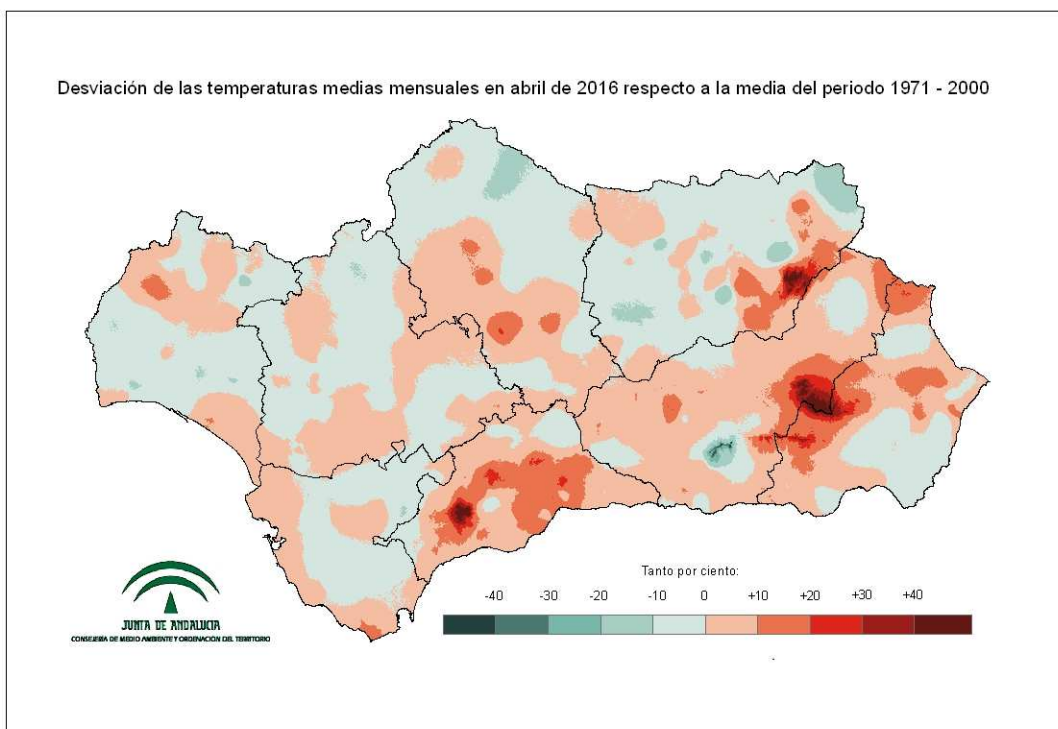 Desviación de las temperaturas medias mensuales en abril de 2016 respecto a la media del periodo 1971 - 2000
Tanto por ciento:
-40 -30 -20 -10 0 +10 +20 +30 +40
JUNTA DE ANDALUCIA
CONSEJERÍA DE MEDIO AMBIENTE Y ORDENACIÓN DEL TERRITORIO